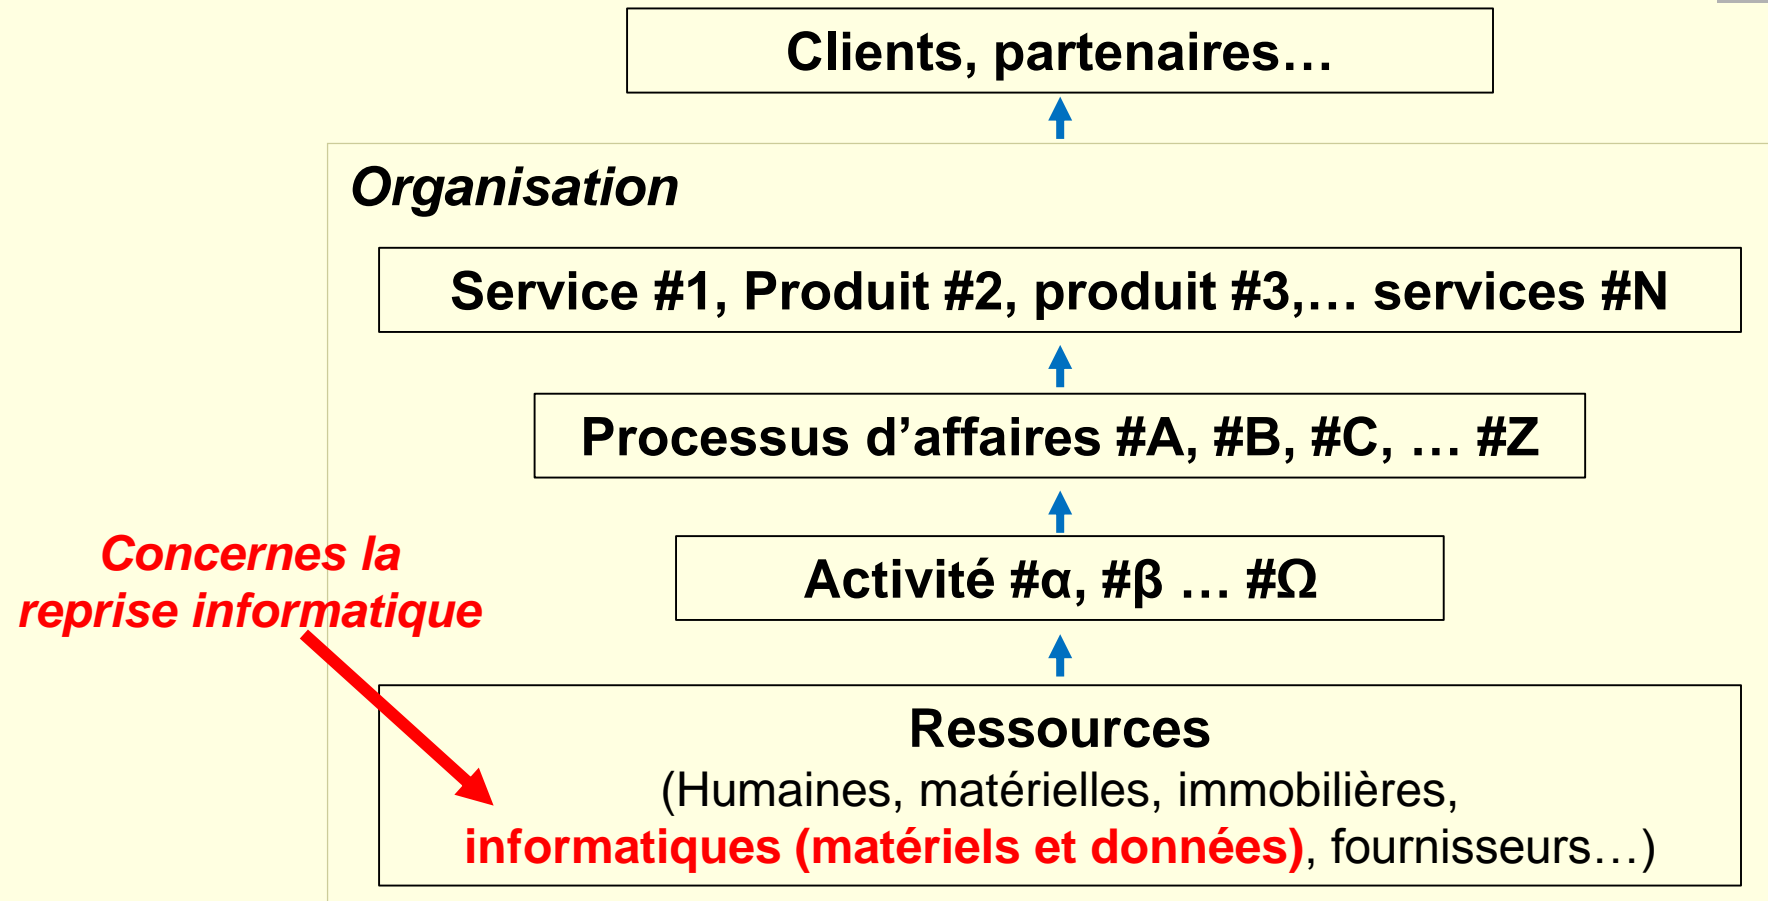 Clients, partenaires…
Organisation
Service #1, Produit #2, produit #3,… services #N
Processus d’affaires #A, #B, #C, … #Z
Concernes la
reprise informatique
Activité #α, #β … #Ω
Ressources
(Humaines, matérielles, immobilières,
informatiques (matériels et données), fournisseurs…)